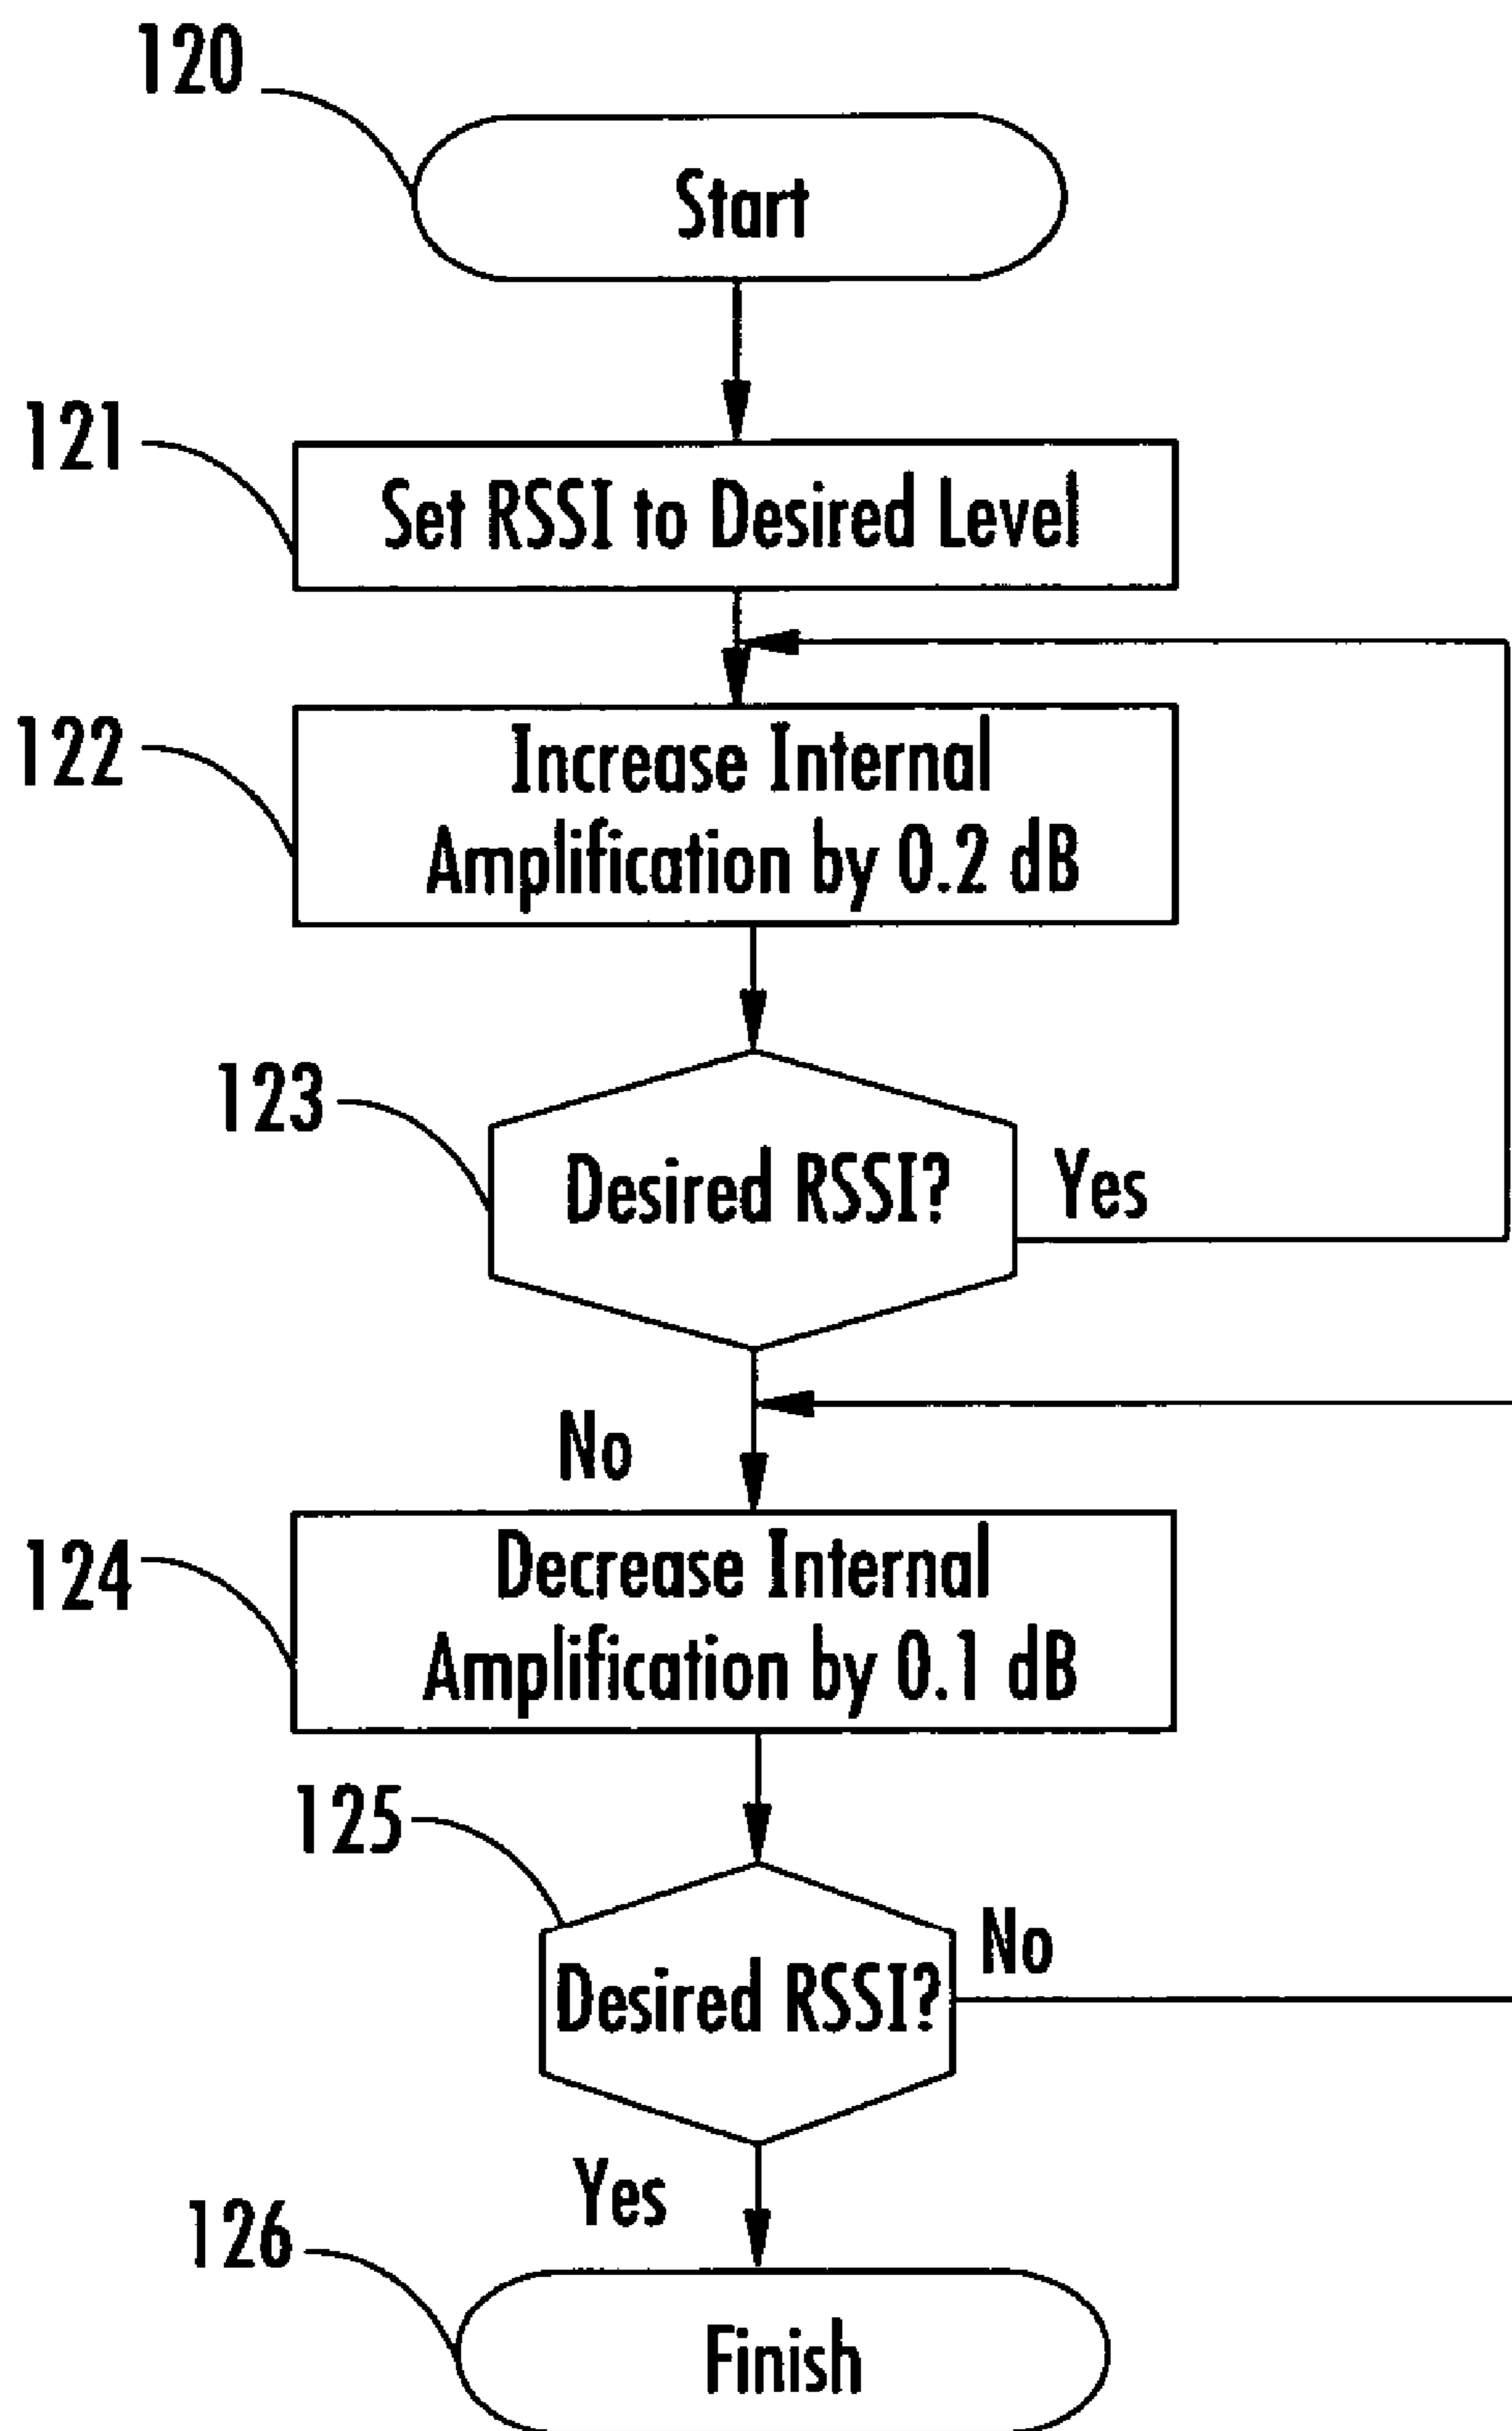 120
Start
121
Set RSSI to Desired Level
122
Increase Internal
Amplification by 0.2 dB
123
Desired RSSI?
Yes
No
124
Decrease Internal
Amplification by 0.1 dB
125
Desired RSSI?
No
Yes
126
Finish